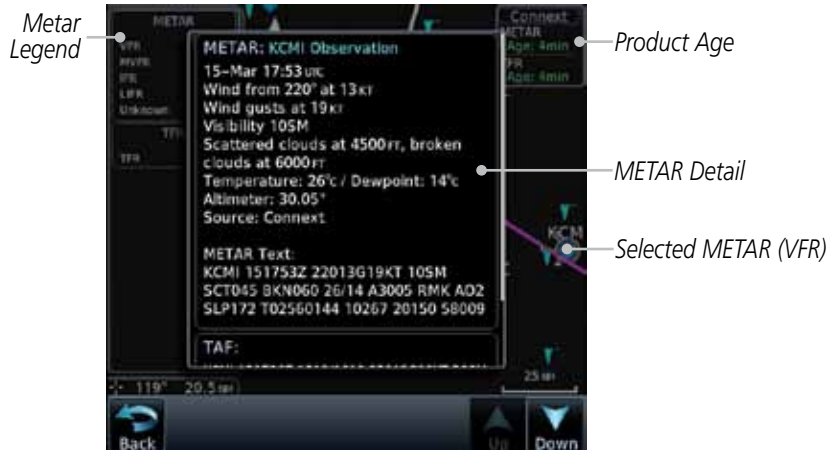 Metar
Legend
METAR
VFR
MVFR
IFR
LIFR
Unknown
TFR
TFR
METAR: KCMI Observation
15-Mar 17:53 UTC
Wind from 220° at 13KT
Wind gusts at 19KT
Visibility 10SM
Scattered clouds at 4500FT, broken
clouds at 6000FT
Temperature: 26°C / Dewpoint: 14°C
Altimeter: 30.05"
Source: Connext
METAR Text:
KCMI 151753Z 22013G19KT 10SM
SCT045 BKN060 26/14 A3005 RMK AO2
SLP172 T02560144 10267 20150 58009
TAF:
Connext
METAR
Age: 4min
TFR
Age: 4min
Product Age
METAR Detail
KCM
Selected METAR (VFR)
119° 20.5NM
25NM
Back
Up
Down